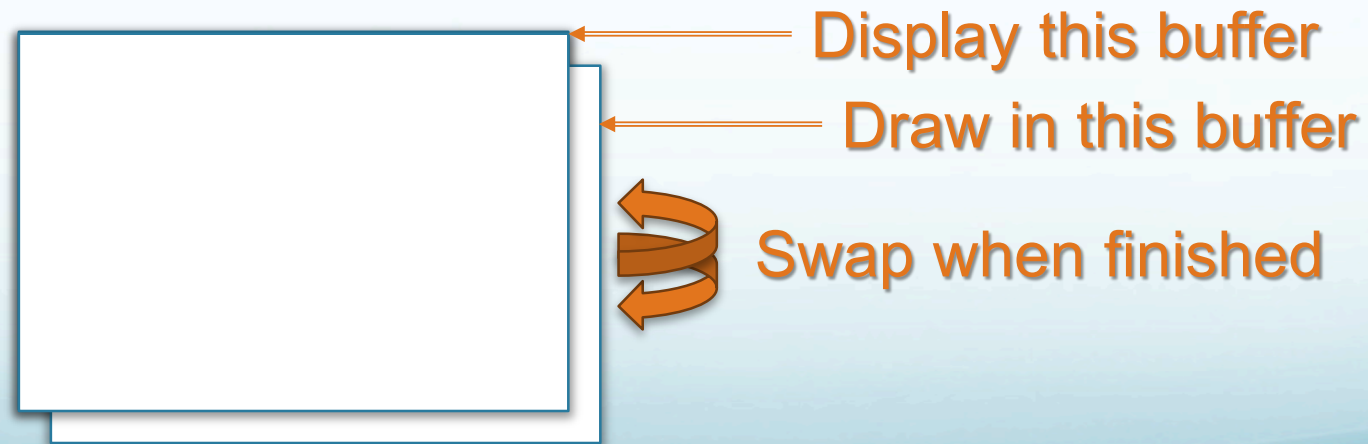 Display this buffer
Draw in this buffer
Swap when finished